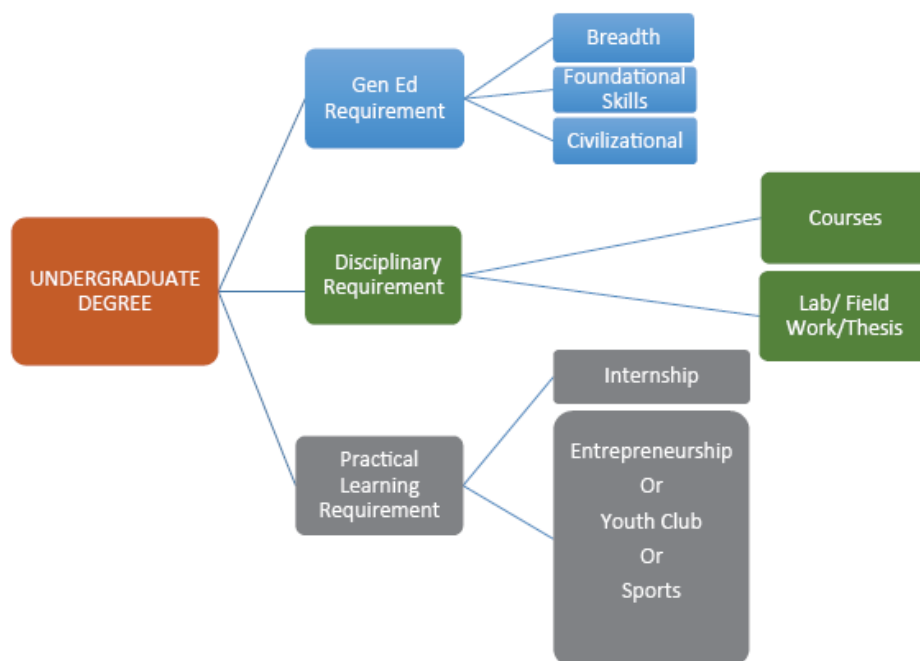 Breadth
Gen Ed
Requirement
Foundational
Skills
Civilizational
UNDERGRADUATE
DEGREE
Disciplinary
Requirement
Courses
Lab/ Field
Work/Thesis
Practical
Learning
Requirement
Internship
Entrepreneurship
Or
Youth Club
Or
Sports